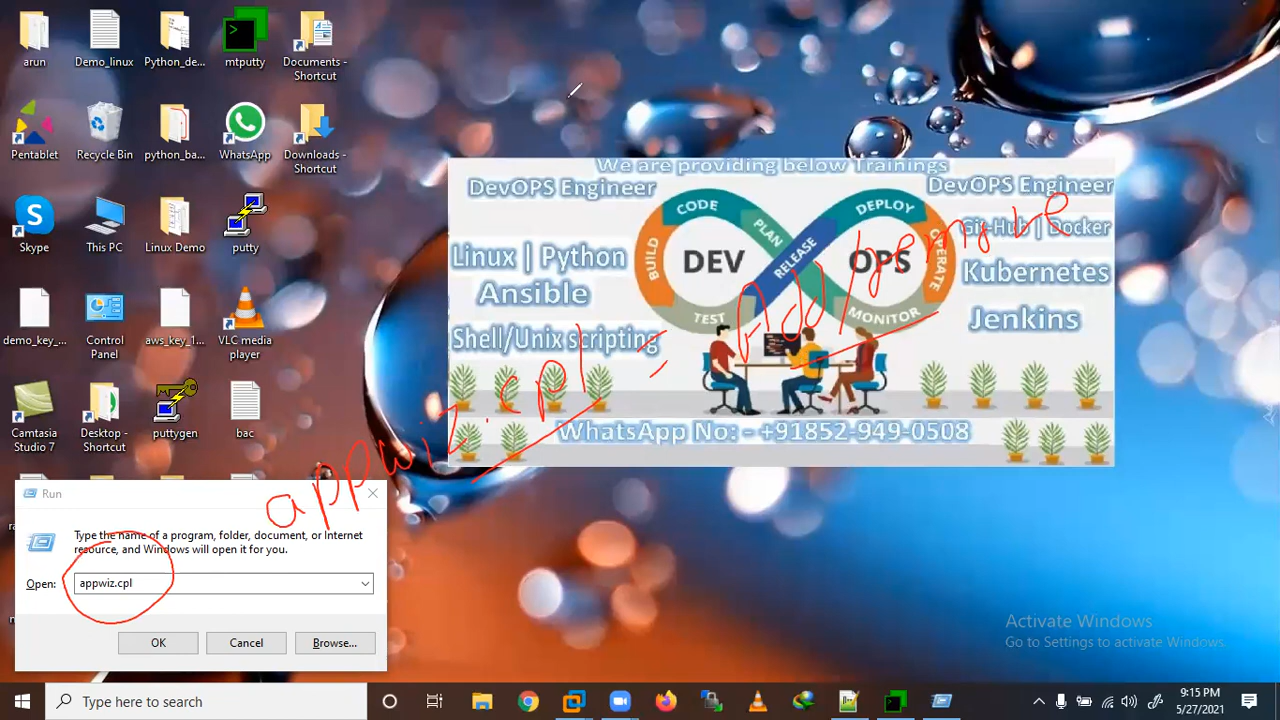 arun
Demo_linux
Python_de...
mtputty
Documents -
Shortcut
Pentablet
Recycle Bin
python_ba...
WhatsApp
Downloads -
Shortcut
Skype
This PC
Linux Demo
putty
demo_key_...
Control
Panel
aws_key_1...
VLC media
player
Camtasia
Studio 7
Desktop -
Shortcut
puttygen
bac
We are providing below Trainings
DevOPS Engineer
DevOPS Engineer
Linux | Python
Ansible
Shell/Unix scripting
Git-Hub | Docker
Kubernetes
Jenkins
CODE
PLAN
BUILD
TEST
RELEASE
DEPLOY
OPERATE
MONITOR
DEV
OPS
WhatsApp No: - +91852-949-0508
appwiz.cpl = Add/remove
Run
Type the name of a program, folder, document, or Internet
resource, and Windows will open it for you.
Open:
appwiz.cpl
OK
Cancel
Browse...
Activate Windows
Go to Settings to activate Windows.
Type here to search
9:15 PM
5/27/2021